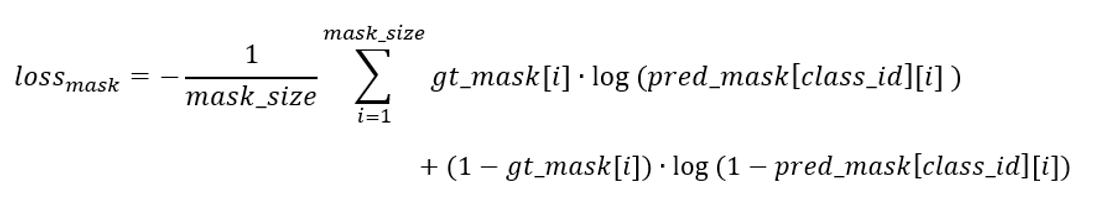 loss_mask = − 1/mask_size ∑_{i=1}^{mask_size} gt_mask[i] · log (pred_mask[class_id][i] )
+ (1 − gt_mask[i]) · log (1 − pred_mask[class_id][i])